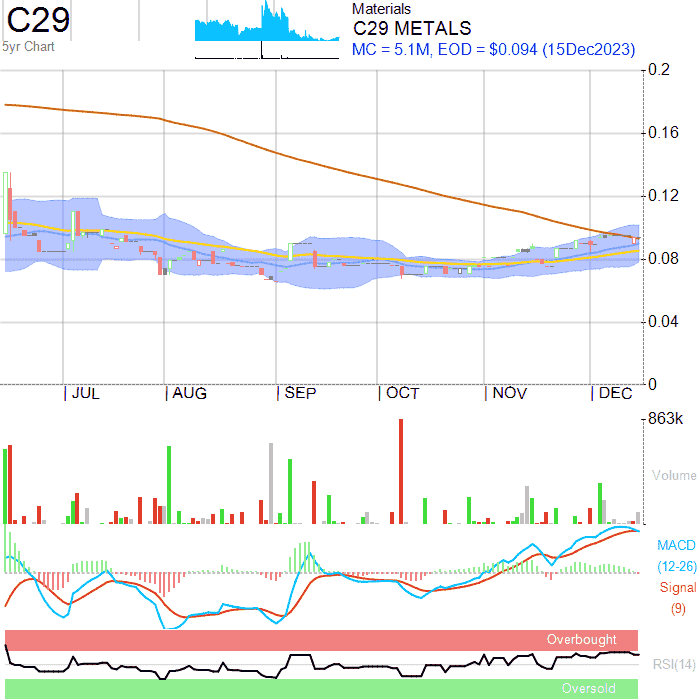 C29
5yr Chart
Materials
C29 METALS
MC = 5.1M, EOD = $0.094 (15Dec2023)
0.2
0.16
0.12
0.08
0.04
0
JUL
AUG
SEP
OCT
NOV
DEC
863k
Volume
MACD
(12-26)
Signal
(9)
Overbought
RSI(14)
Oversold